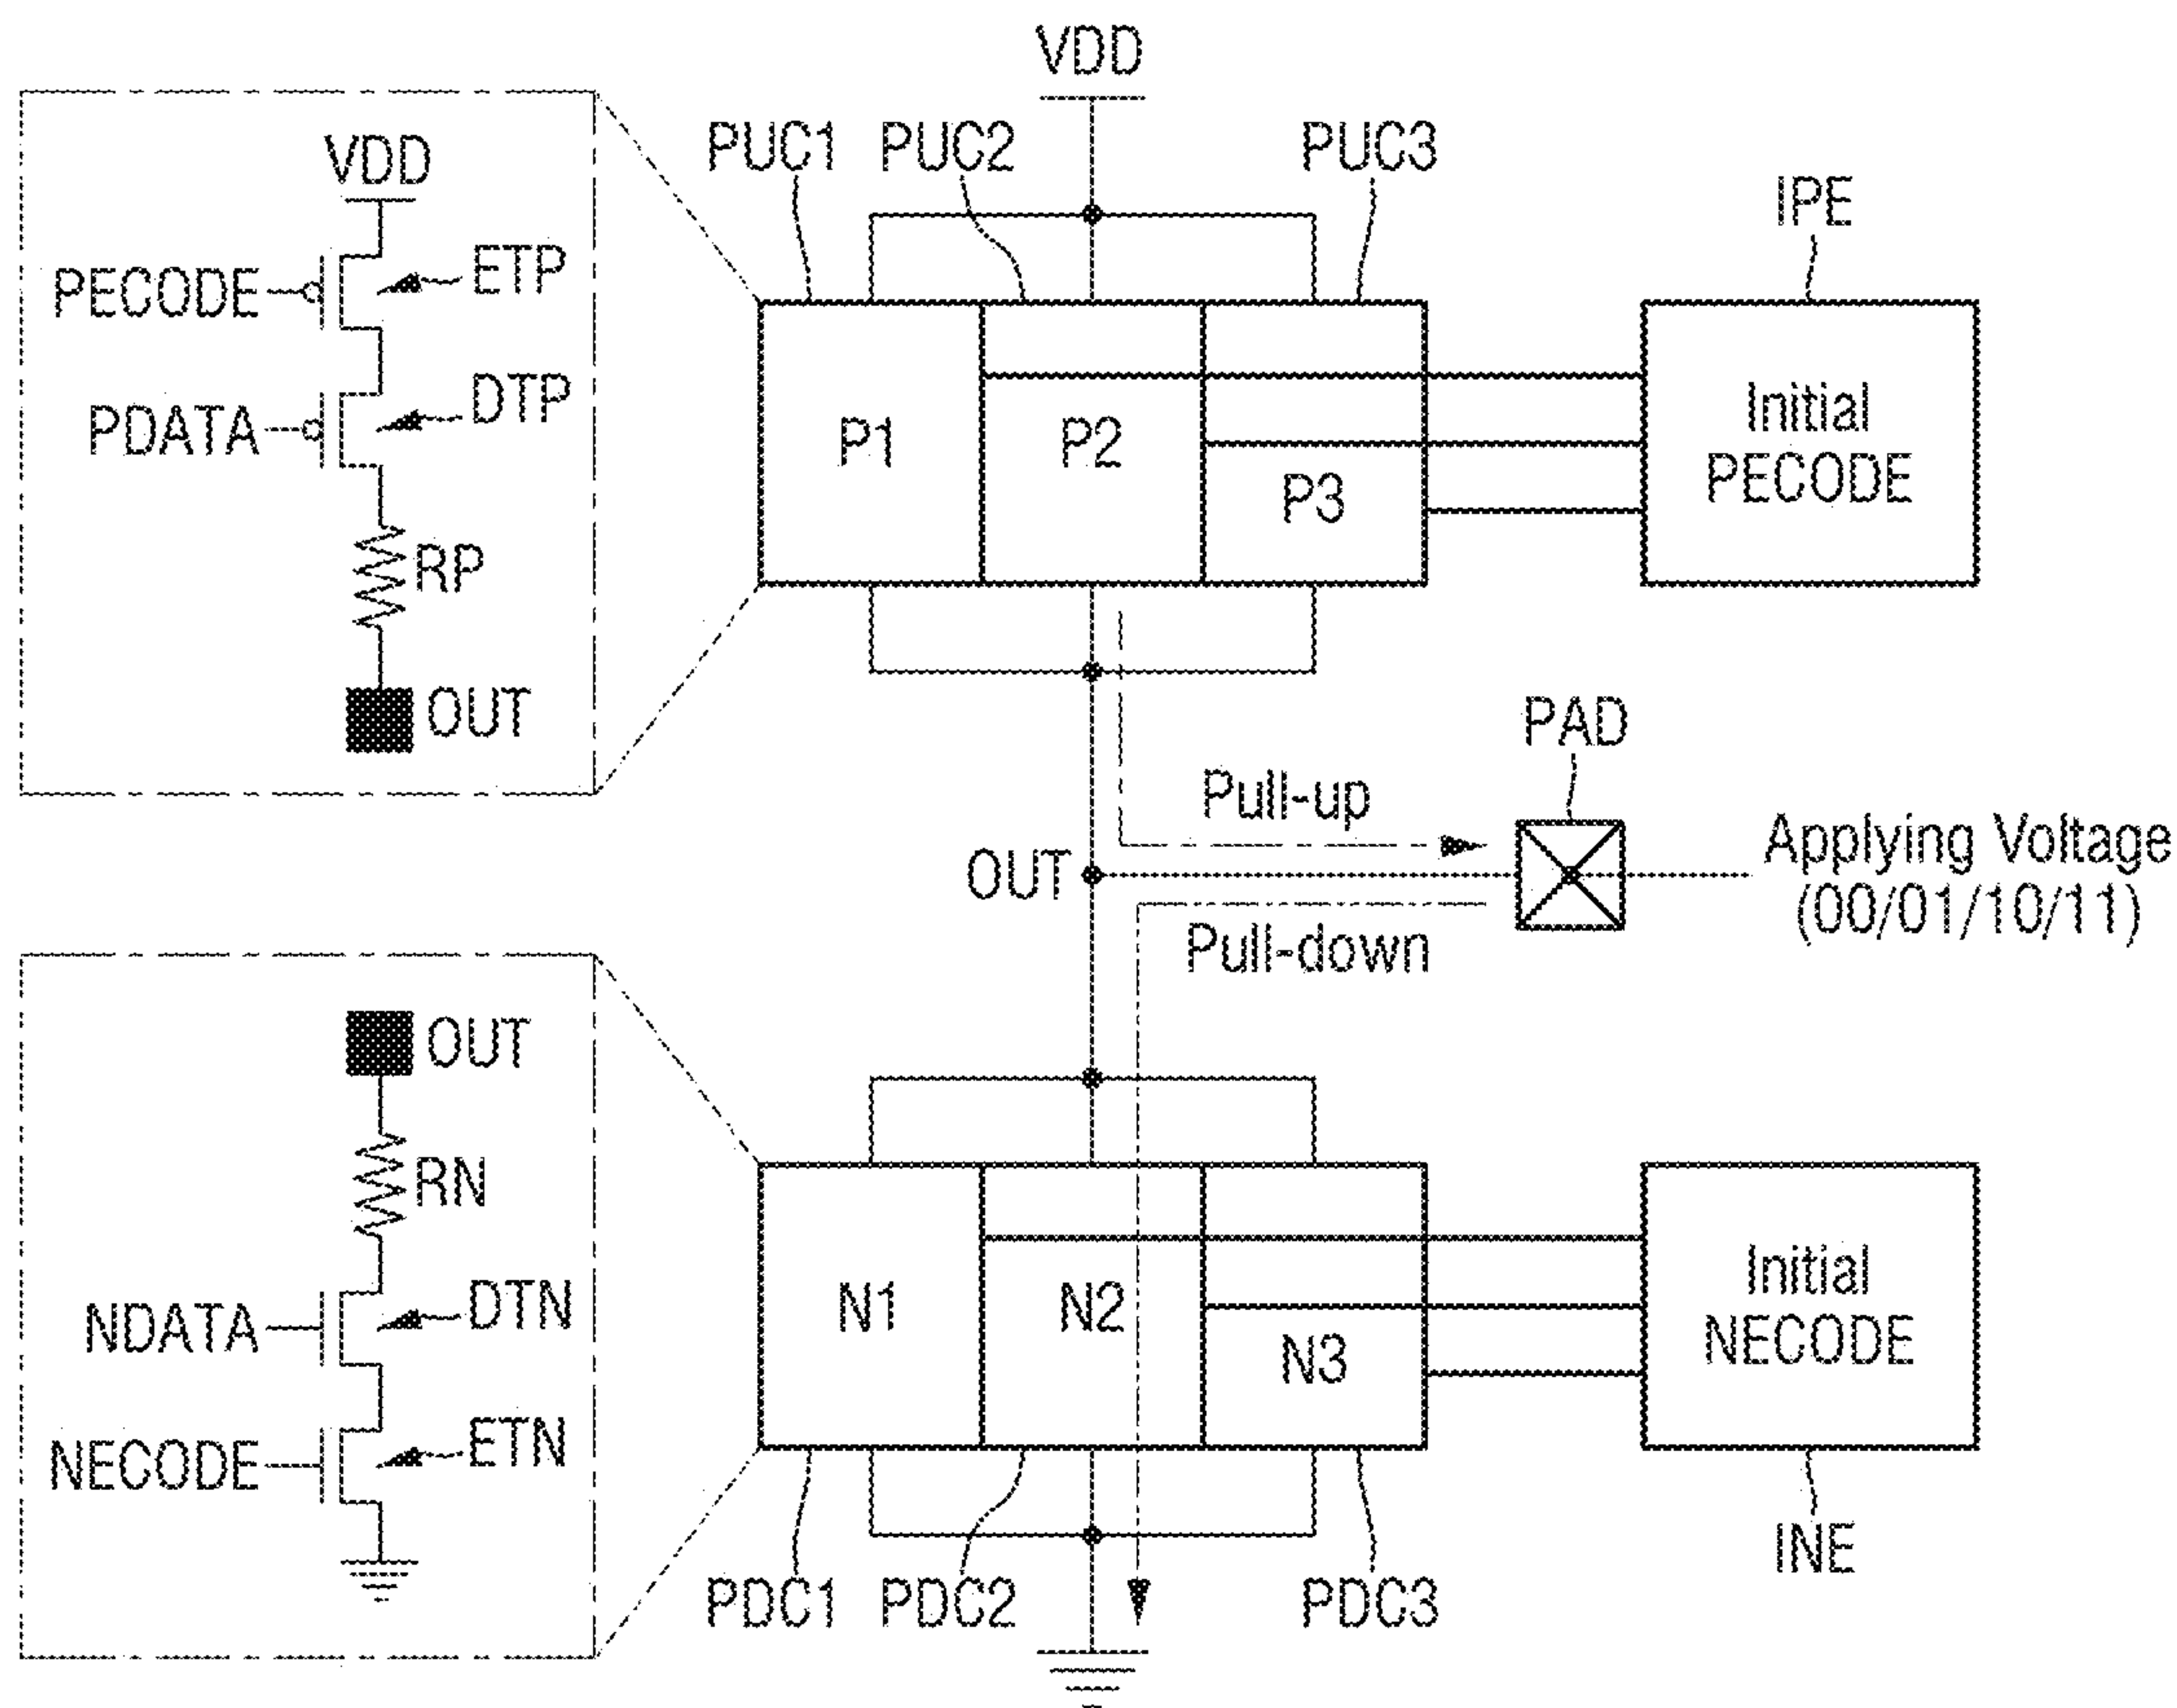 VDD
PUC1 PUC2 PUC3
IPE
VDD
PECODE
ETP
PDATA
DTP
RP
OUT
P1
P2
P3
Initial
PECODE
PAD
Pull-up
OUT
Applying Voltage
(00/01/10/11)
Pull-down
OUT
RN
NDATA
DTN
NECODE
ETN
N1
N2
N3
Initial
NECODE
PDC1 PDC2 PDC3
INE